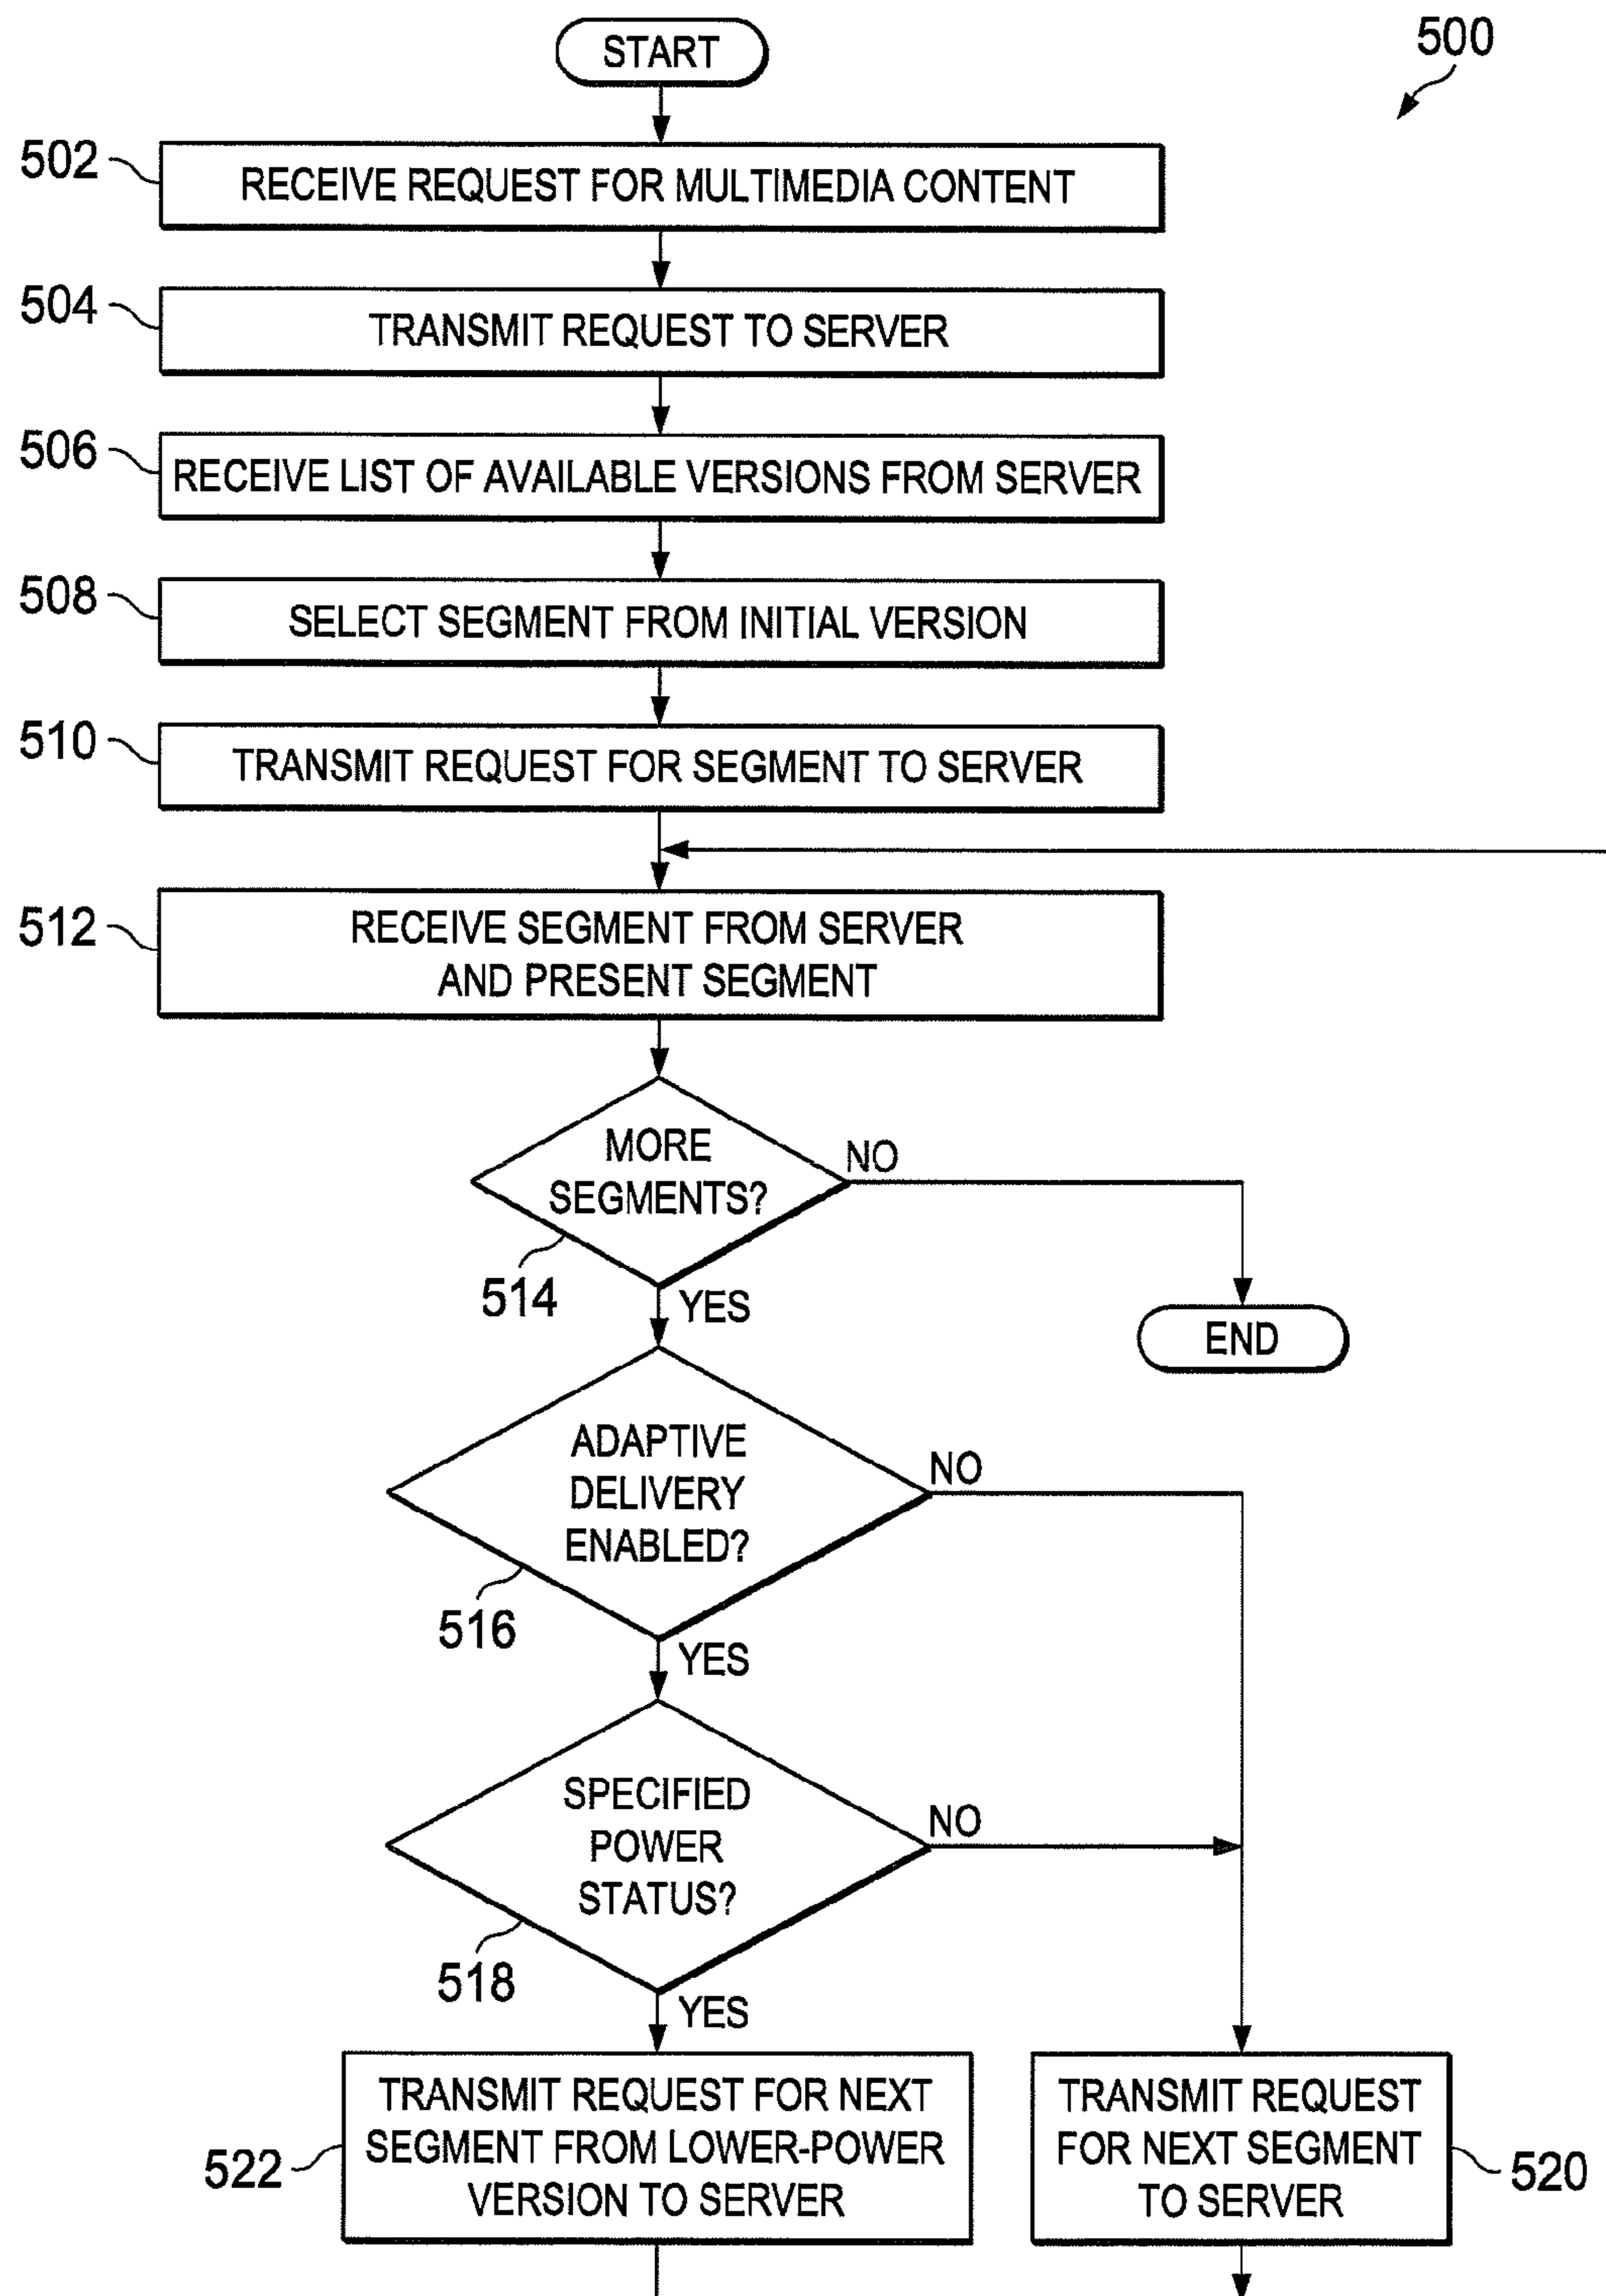 START
500
502
RECEIVE REQUEST FOR MULTIMEDIA CONTENT
504
TRANSMIT REQUEST TO SERVER
506
RECEIVE LIST OF AVAILABLE VERSIONS FROM SERVER
508
SELECT SEGMENT FROM INITIAL VERSION
510
TRANSMIT REQUEST FOR SEGMENT TO SERVER
512
RECEIVE SEGMENT FROM SERVER
AND PRESENT SEGMENT
MORE
SEGMENTS?
NO
514
YES
END
ADAPTIVE
DELIVERY
ENABLED?
NO
516
YES
SPECIFIED
POWER
STATUS?
NO
518
YES
TRANSMIT REQUEST FOR NEXT
SEGMENT FROM LOWER-POWER
VERSION TO SERVER
522
TRANSMIT REQUEST
FOR NEXT SEGMENT
TO SERVER
520